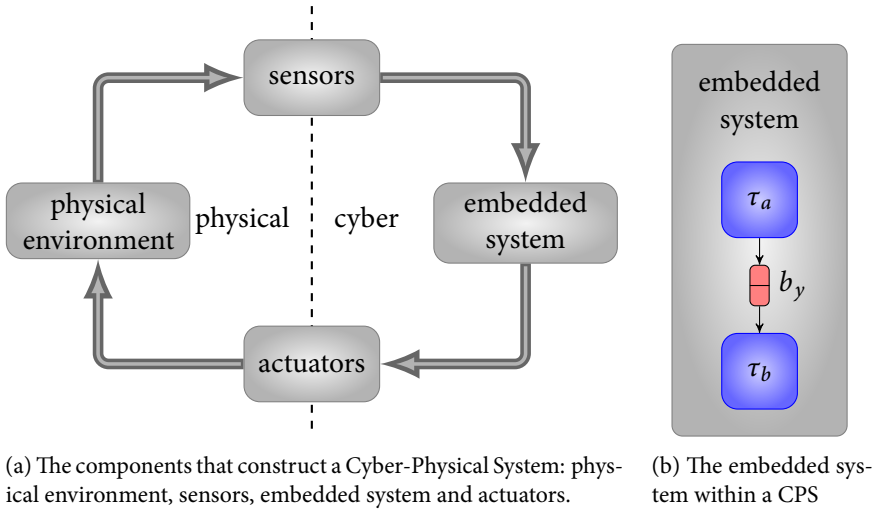 sensors
physical
environment
physical
cyber
embedded
system
actuators
(a) The components that construct a Cyber-Physical System: phys-
ical environment, sensors, embedded system and actuators.
embedded
system
τa
by
τb
(b) The embedded sys-
tem within a CPS